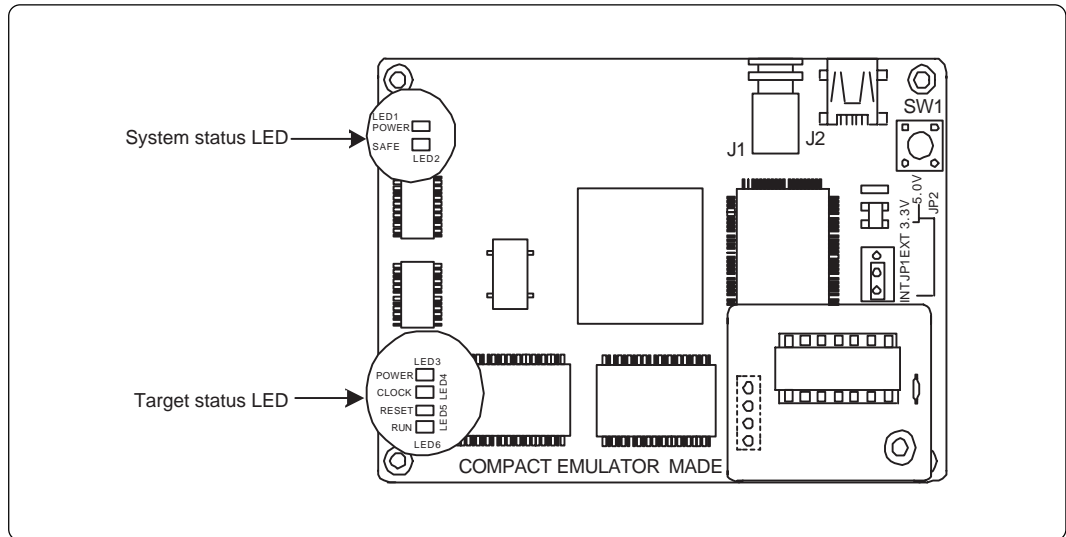 System status LED
LED1
POWER
SAFE
LED2
J1
J2
SW1
5.0V
JP2
INT JP1 EXT 3.3V
Target status LED
LED3
POWER
LED4
CLOCK
RESET
LED5
RUN
LED6
COMPACT EMULATOR MADE